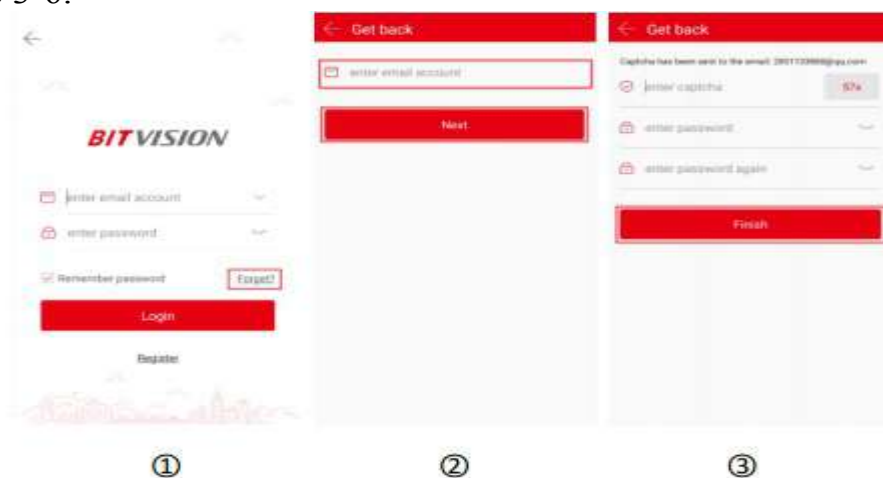 Get back
Get back
enter email account
Captcha has been sent to the email:
enter captcha
57s
BITVISION
Next
enter password
enter email account
enter password again
enter password
Finish
Remember password
Forget?
Login
Register
① ② ③